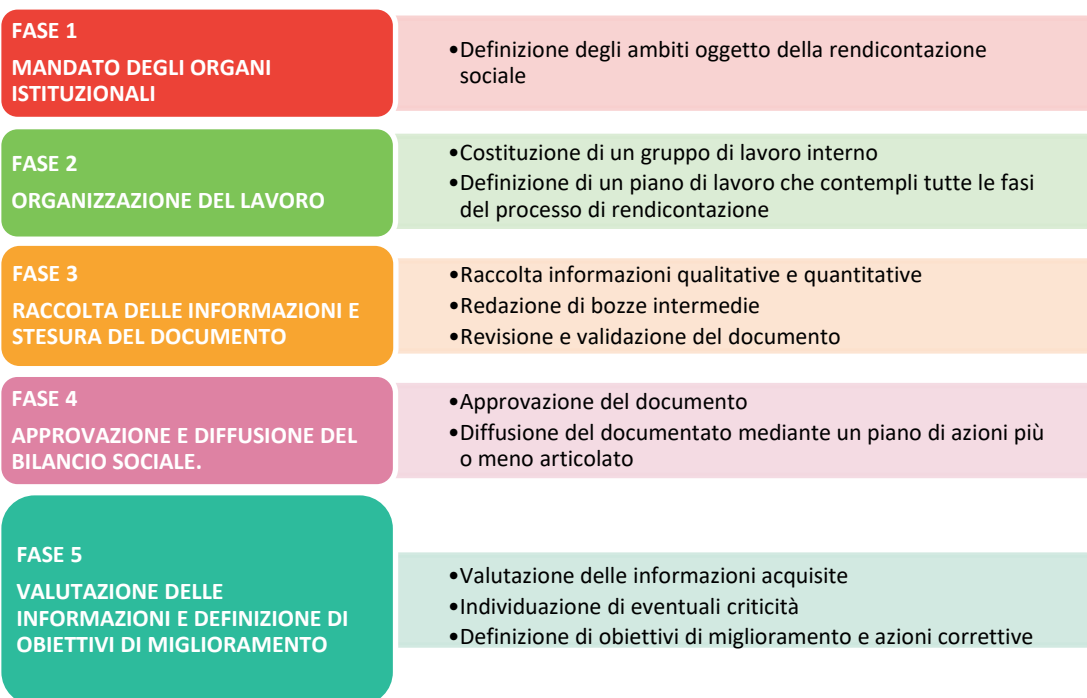 FASE 1
MANDATO DEGLI ORGANI
ISTITUZIONALI
•Definizione degli ambiti oggetto della rendicontazione
sociale
FASE 2
ORGANIZZAZIONE DEL LAVORO
•Costituzione di un gruppo di lavoro interno
•Definizione di un piano di lavoro che contempli tutte le fasi
del processo di rendicontazione
FASE 3
RACCOLTA DELLE INFORMAZIONI E
STESURA DEL DOCUMENTO
•Raccolta informazioni qualitative e quantitative
•Redazione di bozze intermedie
•Revisione e validazione del documento
FASE 4
APPROVAZIONE E DIFFUSIONE DEL
BILANCIO SOCIALE.
•Approvazione del documento
•Diffusione del documentato mediante un piano di azioni più
o meno articolato
FASE 5
VALUTAZIONE DELLE
INFORMAZIONI E DEFINIZIONE DI
OBIETTIVI DI MIGLIORAMENTO
•Valutazione delle informazioni acquisite
•Individuazione di eventuali criticità
•Definizione di obiettivi di miglioramento e azioni correttive